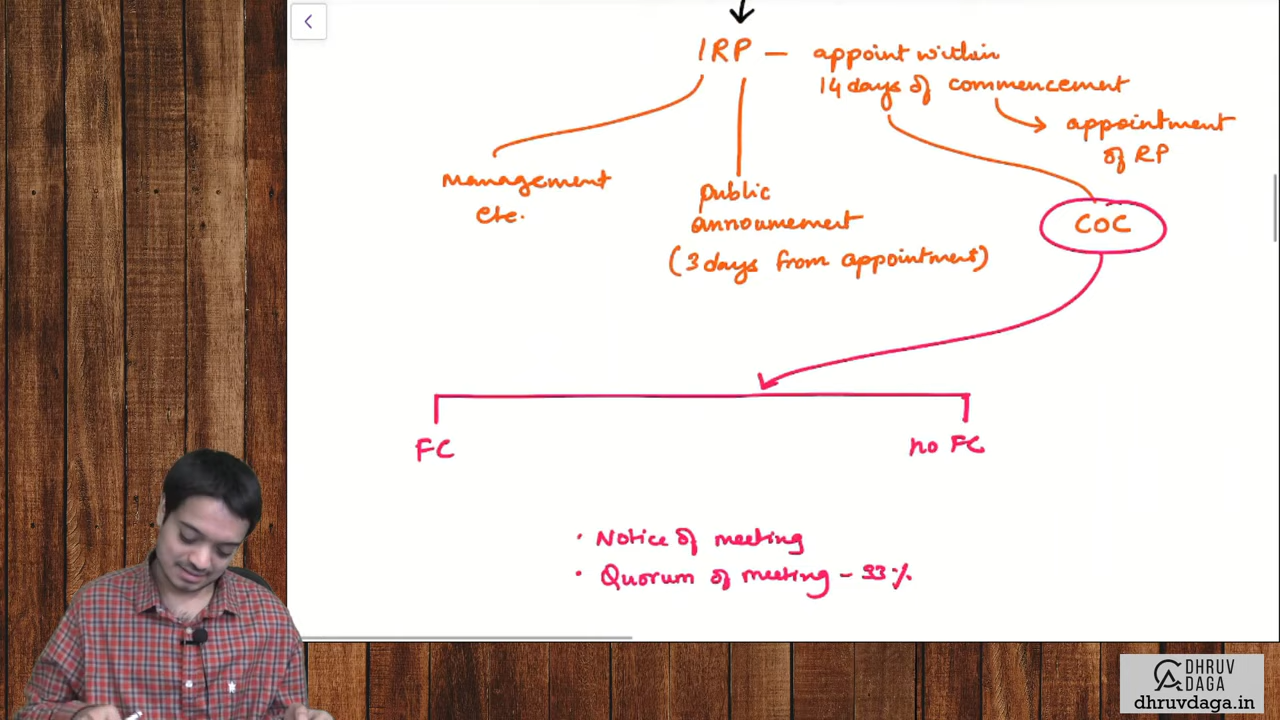 IRP — appoint within
14 days of commencement
appointment
of RP
Management
etc.
public
announcement
(3 days from appointment)
COC
FC
no FC
• Notice of meeting
• Quorum of meeting - 33%
DHRUV
DAGA
dhruvdaga.in